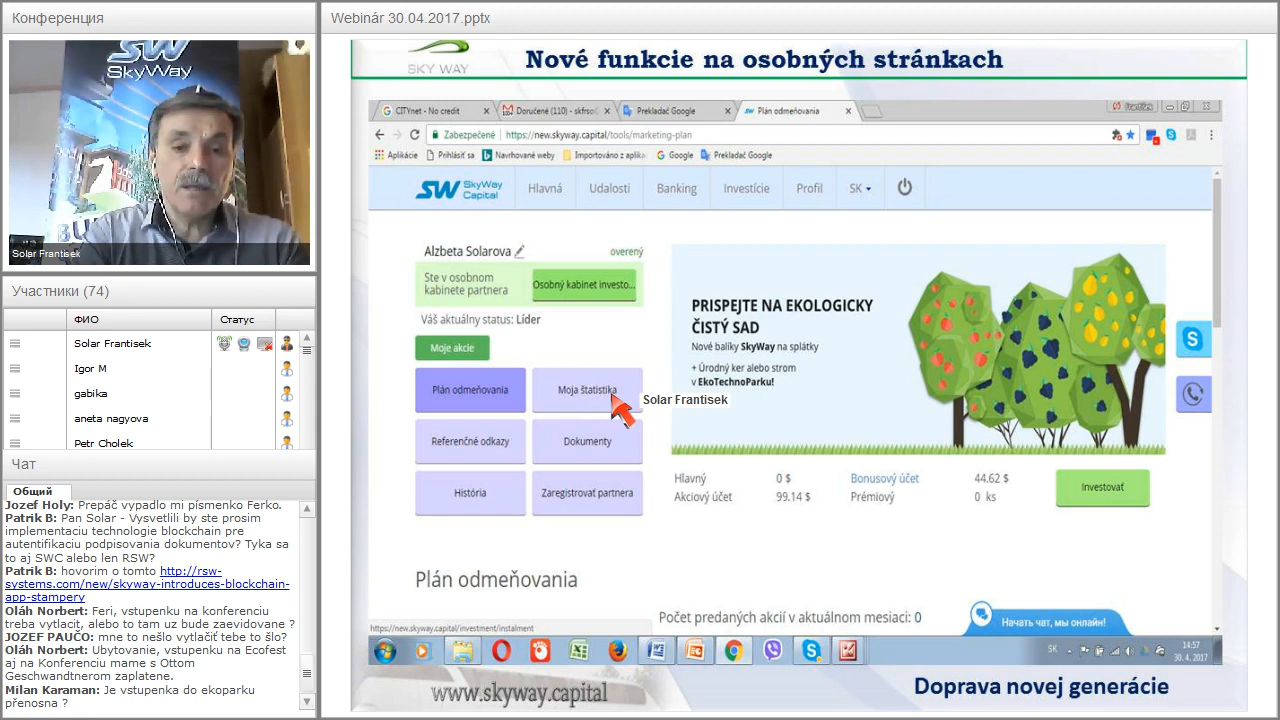 Конференция
SW
SkyWay
Solar Frantisek
Участники (74)
ФИО
Статус
Solar Frantisek
Igor M
gabika
aneta nagyova
Petr Cholek
Чат
Общий
Jozef Holy: Prepáč vypadlo mi písmenko Ferko.
Patrik B: Pan Solar - Vysvetlili by ste prosim
implementaciu technologie blockchain pre
autentifikaciu podpisovania dokumentov? Tyka sa
to aj SWC alebo len RSW?
Patrik B: hovorim o tomto http://rsw-
systems.com/new/skyway-introduces-blockchain-
app-stampery
Oláh Norbert: Feri, vstupenku na konferenciu
treba vytlacit, alebo to tam uz bude zaevidovane ?
JOZEF PAUČO: mne to nešlo vytlačiť tebe to šlo?
Oláh Norbert: Ubytovane, vstupenku na Ecofest
aj na Konferenciu mame s Ottom
Geschwandtnerom zaplatene.
Milan Karaman: Je vstupenka do ekoparku
přenosna ?
Webinár 30.04.2017.pptx
SKY WAY
Nové funkcie na osobných stránkach
CITYnet - No credit
Doručené (110) - skfrso
Prekladač Google
Plán odmeňovania
František
Zabezpečené
https://new.skyway.capital/tools/marketing-plan
Aplikácie
Prihlásiť sa
Navrhované weby
Importováno z aplika
Google
Prekladač Google
SW SkyWay Capital
Hlavná
Udalosti
Banking
Investície
Profil
SK
Alzbeta Solarova
overený
Ste v osobnom
kabinete partnera
Osobný kabinet investo...
Váš aktuálny status: Líder
Moje akcie
Plán odmeňovania
Moja štatistika
Solar Frantisek
Referenčné odkazy
Dokumenty
História
Zaregistrovať partnera
PRISPEJTE NA EKOLOGICKY
ČISTÝ SAD
Nové balíky SkyWay na splátky
+ Úrodný ker alebo strom
v EkoTechnoParku!
Hlavný
0 $
Bonusový účet
44.62 $
Akciový účet
99.14 $
Prémiový
0 ks
Investovať
Plán odmeňovania
Počet predaných akcií v aktuálnom mesiaci: 0
Начать чат, мы онлайн!
https://new.skyway.capital/investment/instalment
SK
14:57
30. 4. 2017
www.skyway.capital
Doprava novej generácie